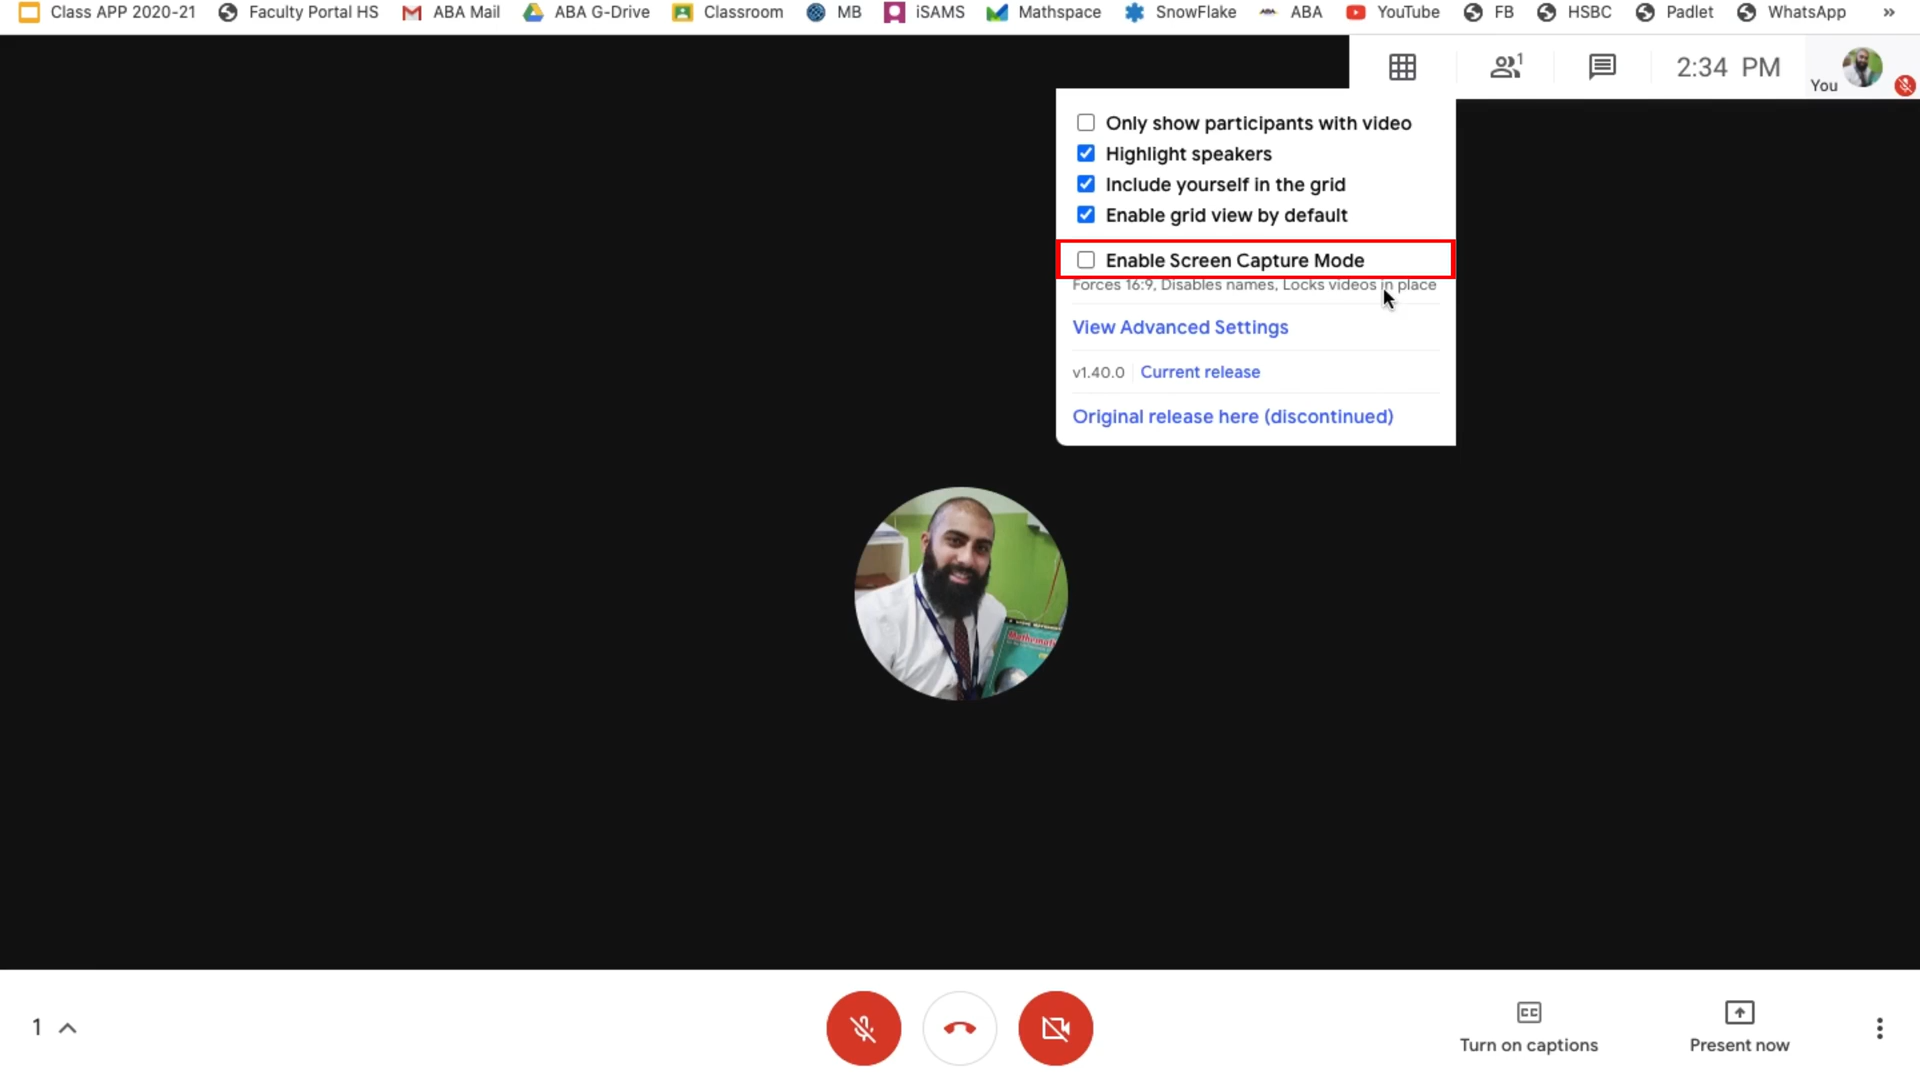 Class APP 2020-21 Faculty Portal HS ABA Mail ABA G-Drive Classroom MB iSAMS Mathspace SnowFlake ABA ABA YouTube FB HSBC Padlet WhatsApp »
1 2:34 PM You
Only show participants with video
Highlight speakers
Include yourself in the grid
Enable grid view by default
Enable Screen Capture Mode
Forces 16:9, Disables names, Locks videos in place
View Advanced Settings
v1.40.0 Current release
Original release here (discontinued)
1
CC
Turn on captions Present now